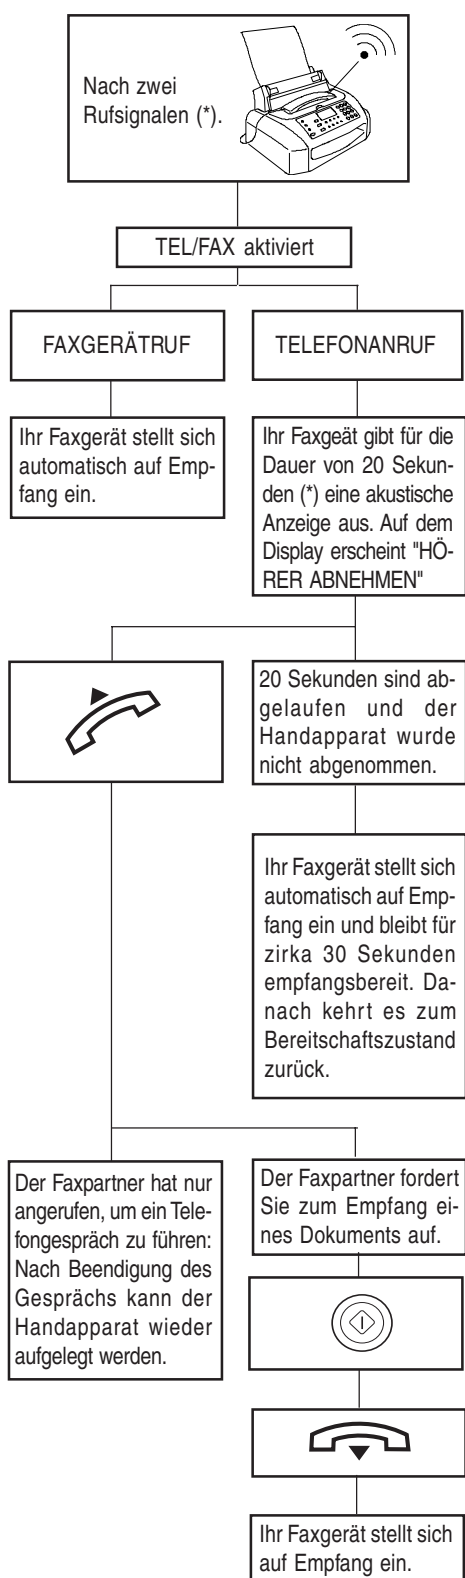 Nach zwei
Rufsignalen (*).
TEL/FAX aktiviert
FAXGERÄTRUF
TELEFONANRUF
Ihr Faxgerät stellt sich
automatisch auf Emp-
fang ein.
Ihr Faxgeät gibt für die
Dauer von 20 Sekun-
den (*) eine akustische
Anzeige aus. Auf dem
Display erscheint "HÖ-
RER ABNEHMEN"
20 Sekunden sind ab-
gelaufen und der
Handapparat wurde
nicht abgenommen.
Ihr Faxgerät stellt sich
automatisch auf Emp-
fang ein und bleibt für
zirka 30 Sekunden
empfangsbereit. Da-
nach kehrt es zum
Bereitschaftszustand
zurück.
Der Faxpartner hat nur
angerufen, um ein Tele-
fongespräch zu führen:
Nach Beendigung des
Gesprächs kann der
Handapparat wieder
aufgelegt werden.
Der Faxpartner fordert
Sie zum Empfang ei-
nes Dokuments auf.
Ihr Faxgerät stellt sich
auf Empfang ein.